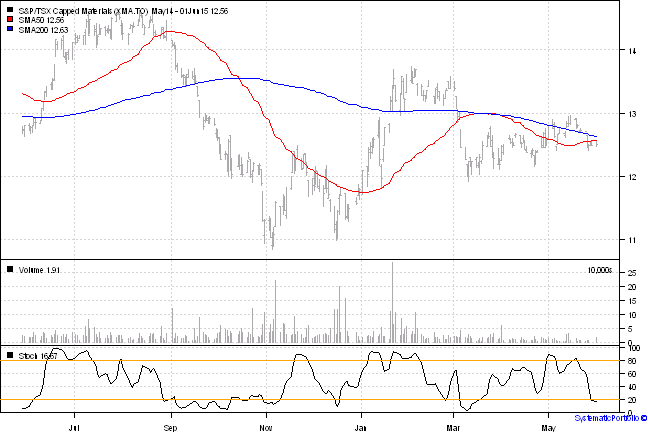 S&P/TSX Capped Materials (XMA.TO) May14 - 01Jun15 12.56
SMA50 12.56
SMA200 12.63
14
13
12
11
Volume 1.91
10,000s
25
20
15
10
5
0
Stoch 16.67
100
80
60
40
20
0
Jul Sep Nov Jan Mar May
SystematicPortfolio ©